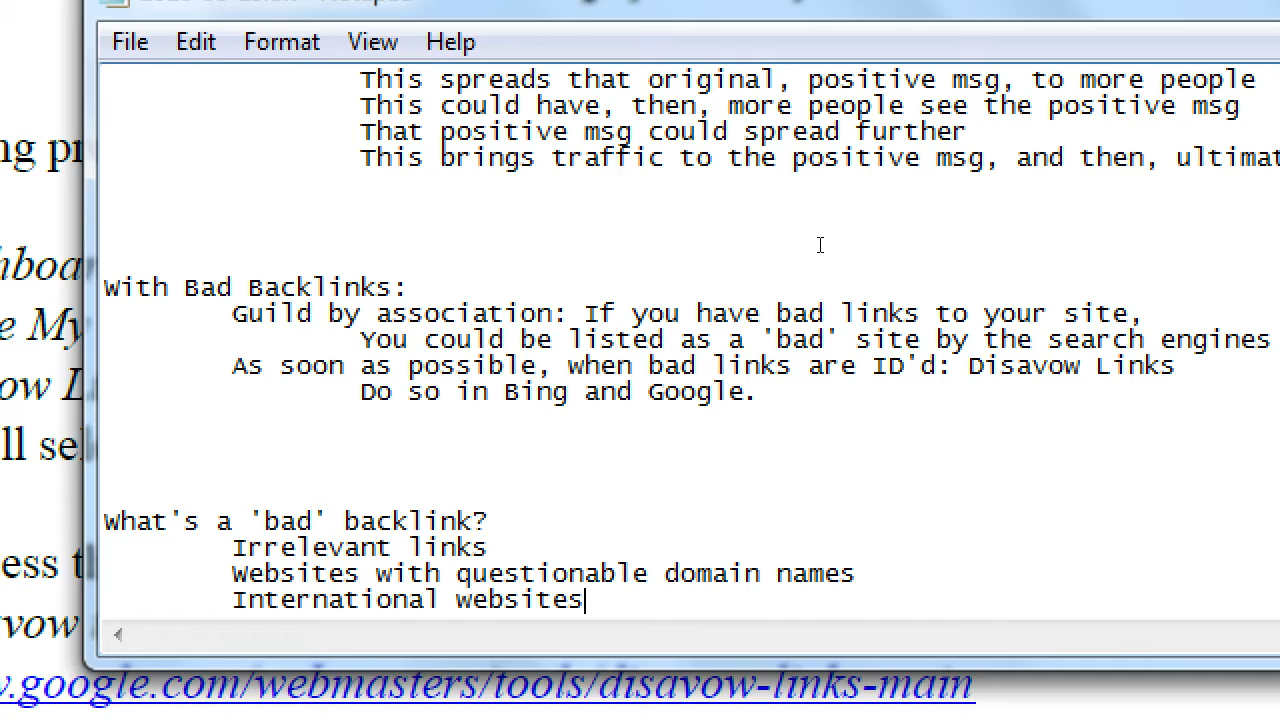 File Edit Format View Help
This spreads that original, positive msg, to more people
This could have, then, more people see the positive msg
That positive msg could spread further
This brings traffic to the positive msg, and then,
With Bad Backlinks:
Guild by association: If you have bad links to your site,
You could be listed as a 'bad' site by the search engines
As soon as possible, when bad links are ID'd: Disavow Links
Do so in Bing and Google.
What's a 'bad' backlink?
Irrelevant links
Websites with questionable domain names
International websites
.google.com/webmasters/tools/disavow-links-main